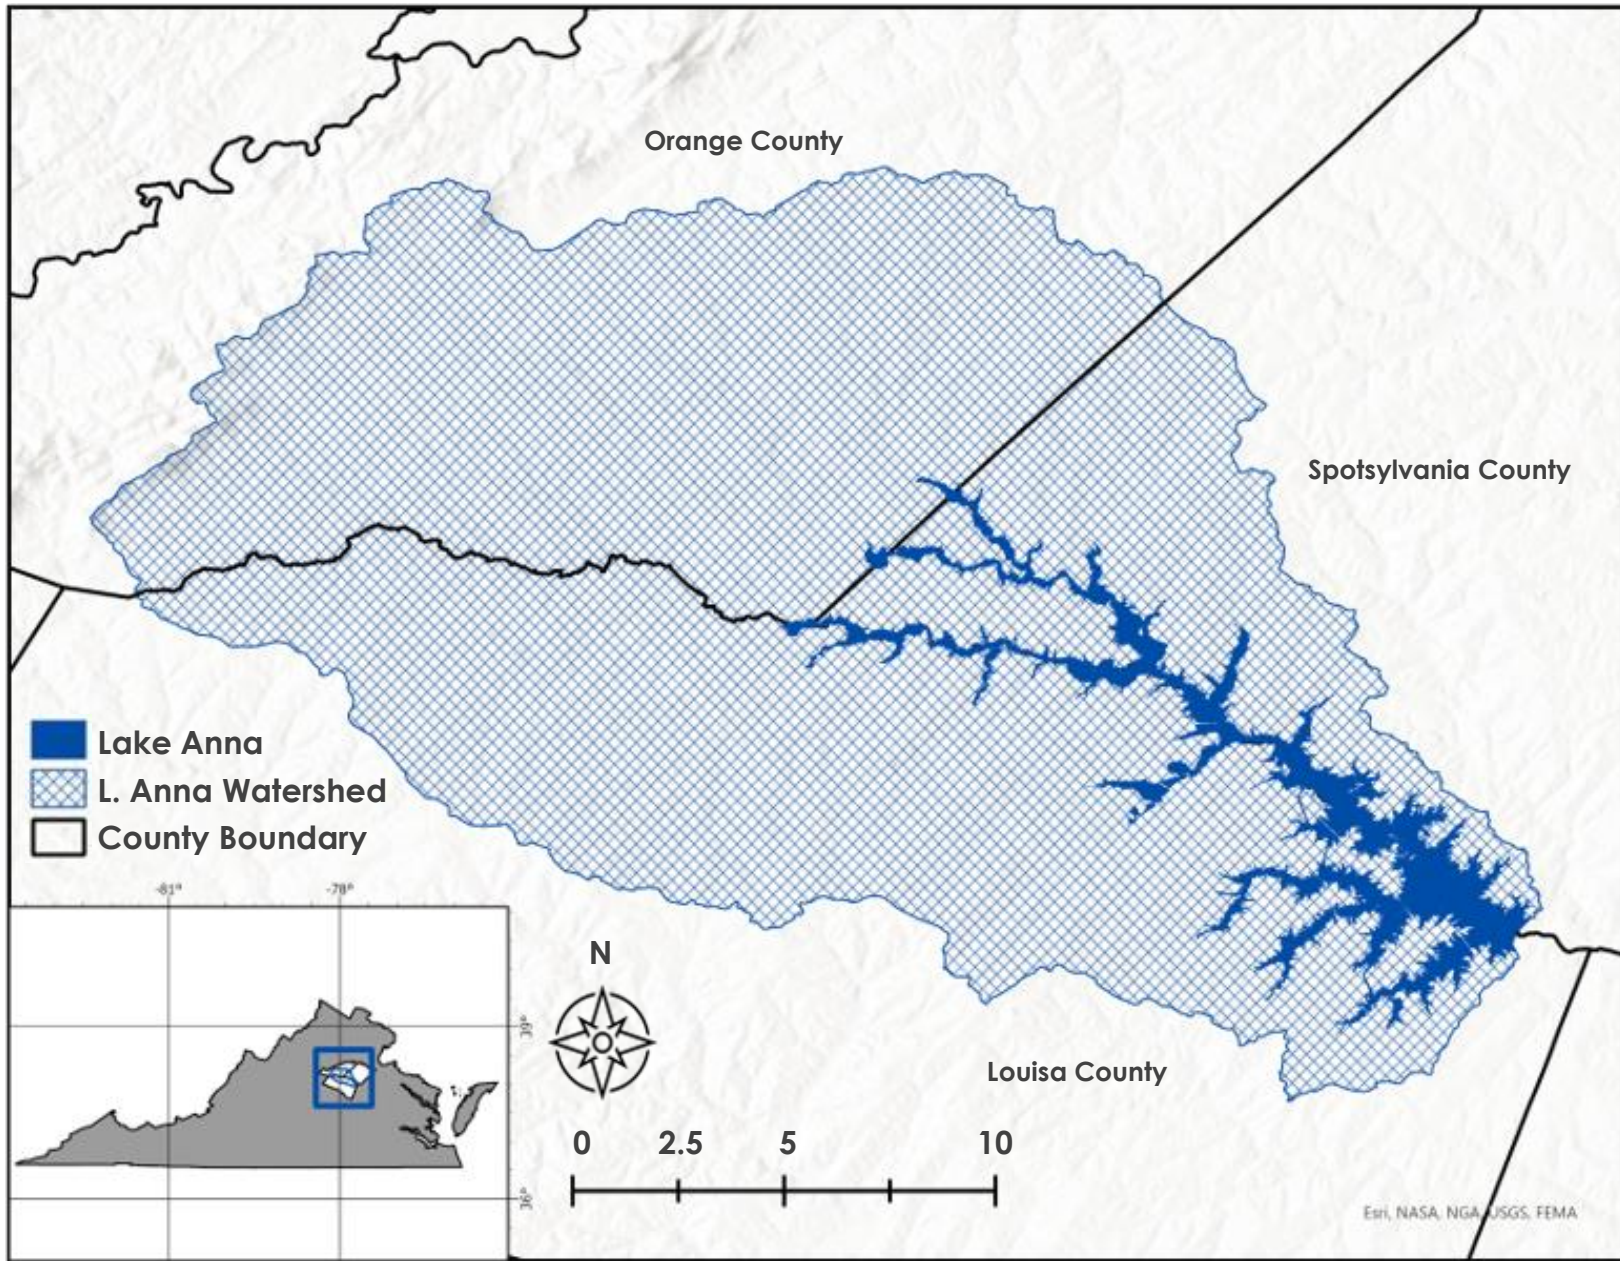 Orange County
Spotsylvania County
Lake Anna
L. Anna Watershed
County Boundary
-81°
-78°
39°
36°
N
Louisa County
0 2.5 5 10
Esri, NASA, NGA, USGS, FEMA